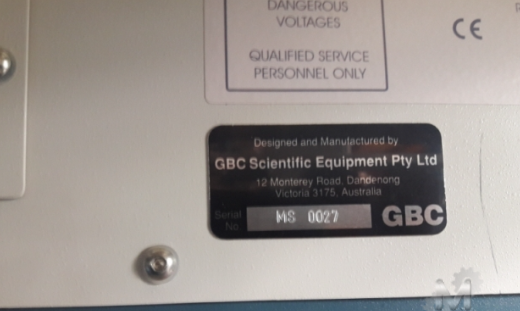 DANGEROUS
VOLTAGES
QUALIFIED SERVICE
PERSONNEL ONLY
CE
Designed and Manufactured by
GBC Scientific Equipment Pty Ltd
12 Monterey Road, Dandenong
Victoria 3175, Australia
Serial
No.
MS 0027
GBC